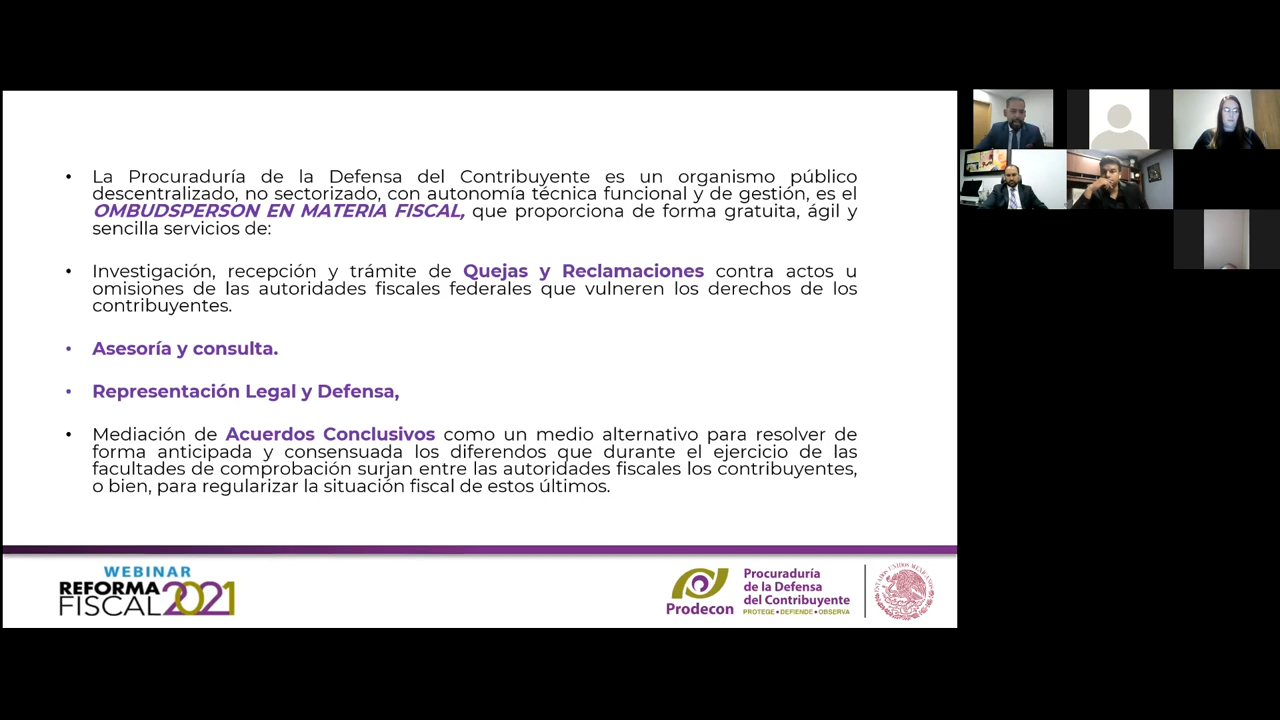 • La Procuraduría de la Defensa del Contribuyente es un organismo público
descentralizado, no sectorizado, con autonomía técnica funcional y de gestión, es el
OMBUDSPERSON EN MATERIA FISCAL, que proporciona de forma gratuita, ágil y
sencilla servicios de:
• Investigación, recepción y trámite de Quejas y Reclamaciones contra actos u
omisiones de las autoridades fiscales federales que vulneren los derechos de los
contribuyentes.
• Asesoría y consulta.
• Representación Legal y Defensa,
• Mediación de Acuerdos Conclusivos como un medio alternativo para resolver de
forma anticipada y consensuada los diferendos que durante el ejercicio de las
facultades de comprobación surjan entre las autoridades fiscales los contribuyentes,
o bien, para regularizar la situación fiscal de estos últimos.
WEBINAR
REFORMA
FISCAL 2021
Prodecon
Procuraduría
de la Defensa
del Contribuyente
PROTEGE • DEFIENDE • OBSERVA
ESTADOS UNIDOS MEXICANOS